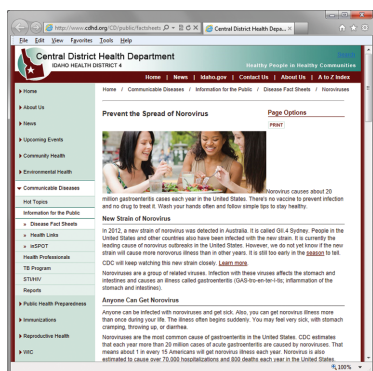 http://www.cdhd.org/CD/public/factsheets
Central District Health Depa...
File Edit View Favorites Tools Help
Central District Health Department
IDAHO HEALTH DISTRICT 4
Healthy People in Healthy Communities
Home | News | Idaho.gov | Contact Us | About Us | A to Z Index
Home / Communicable Diseases / Information for the Public / Disease Fact Sheets / Noroviruses
Home
About Us
News
Upcoming Events
Community Health
Environmental Health
Communicable Diseases
Hot Topics
Information for the Public
» Disease Fact Sheets
» Health Links
» inSPOT
Health Professionals
TB Program
STI/HIV
Reports
Public Health Preparedness
Immunizations
Reproductive Health
WIC
Prevent the Spread of Norovirus
Page Options
PRINT
Norovirus causes about 20
million gastroenteritis cases each year in the United States. There's no vaccine to prevent infection
and no drug to treat it. Wash your hands often and follow simple tips to stay healthy.
New Strain of Norovirus
In 2012, a new strain of norovirus was detected in Australia. It is called GII.4 Sydney. People in the
United States and other countries also have been infected with the new strain. It is currently the
leading cause of norovirus outbreaks in the United States. However, we do not yet know if the new
strain will cause more norovirus illness than in other years. It is still too early in the season to tell.
CDC will keep watching this new strain closely. Learn more.
Noroviruses are a group of related viruses. Infection with these viruses affects the stomach and
intestines and causes an illness called gastroenteritis (GAS-tro-en-ter-I-tis; inflammation of the
stomach and intestines).
Anyone Can Get Norovirus
Anyone can be infected with noroviruses and get sick. Also, you can get norovirus illness more
than once during your life. The illness often begins suddenly. You may feel very sick, with stomach
cramping, throwing up, or diarrhea.
Noroviruses are the most common cause of gastroenteritis in the United States. CDC estimates
that each year more than 20 million cases of acute gastroenteritis are caused by noroviruses. That
means about 1 in every 15 Americans will get norovirus illness each year. Norovirus is also
estimated to cause over 70,000 hospitalizations and 800 deaths each year in the United States.
100%